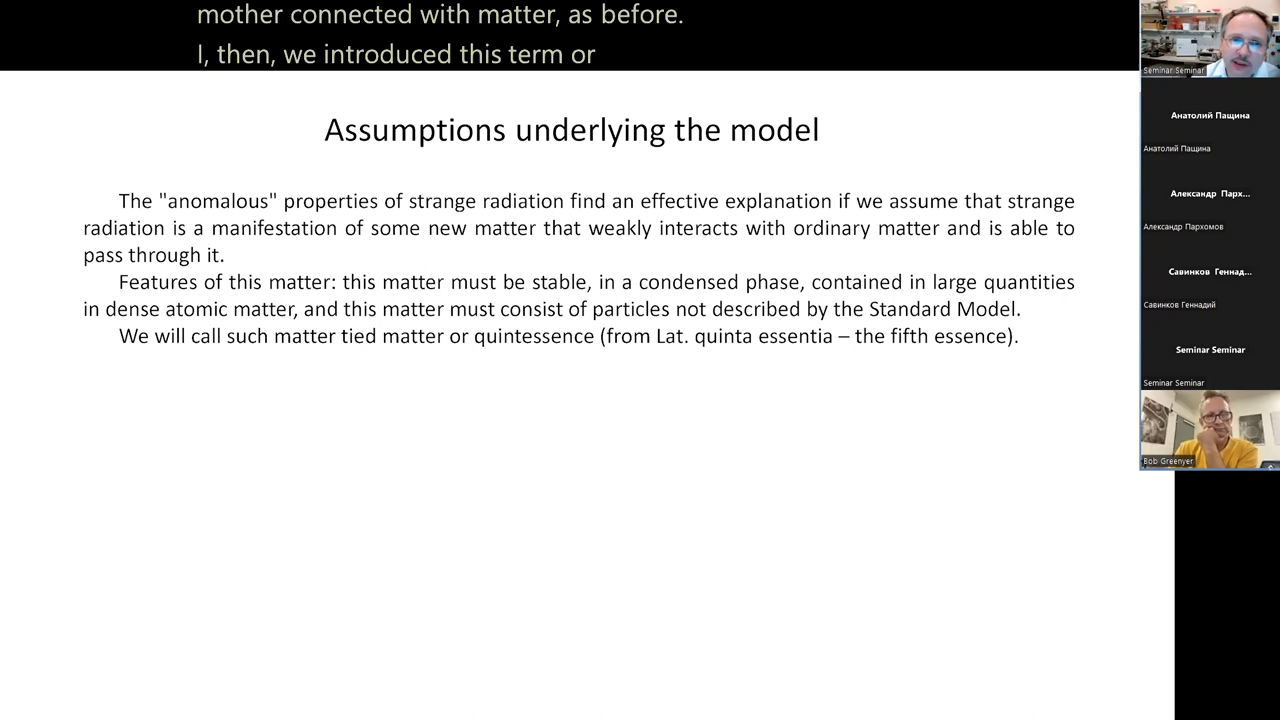 mother connected with matter, as before.
I, then, we introduced this term or
Seminar Seminar
Assumptions underlying the model
The "anomalous" properties of strange radiation find an effective explanation if we assume that strange
radiation is a manifestation of some new matter that weakly interacts with ordinary matter and is able to
pass through it.
Features of this matter: this matter must be stable, in a condensed phase, contained in large quantities
in dense atomic matter, and this matter must consist of particles not described by the Standard Model.
We will call such matter tied matter or quintessence (from Lat. quinta essentia – the fifth essence).
Анатолий Пащина
Анатолий Пащина
Александр Парх...
Александр Пархомов
Савинков Геннад...
Савинков Геннадий
Seminar Seminar
Seminar Seminar
Bob Greenyer